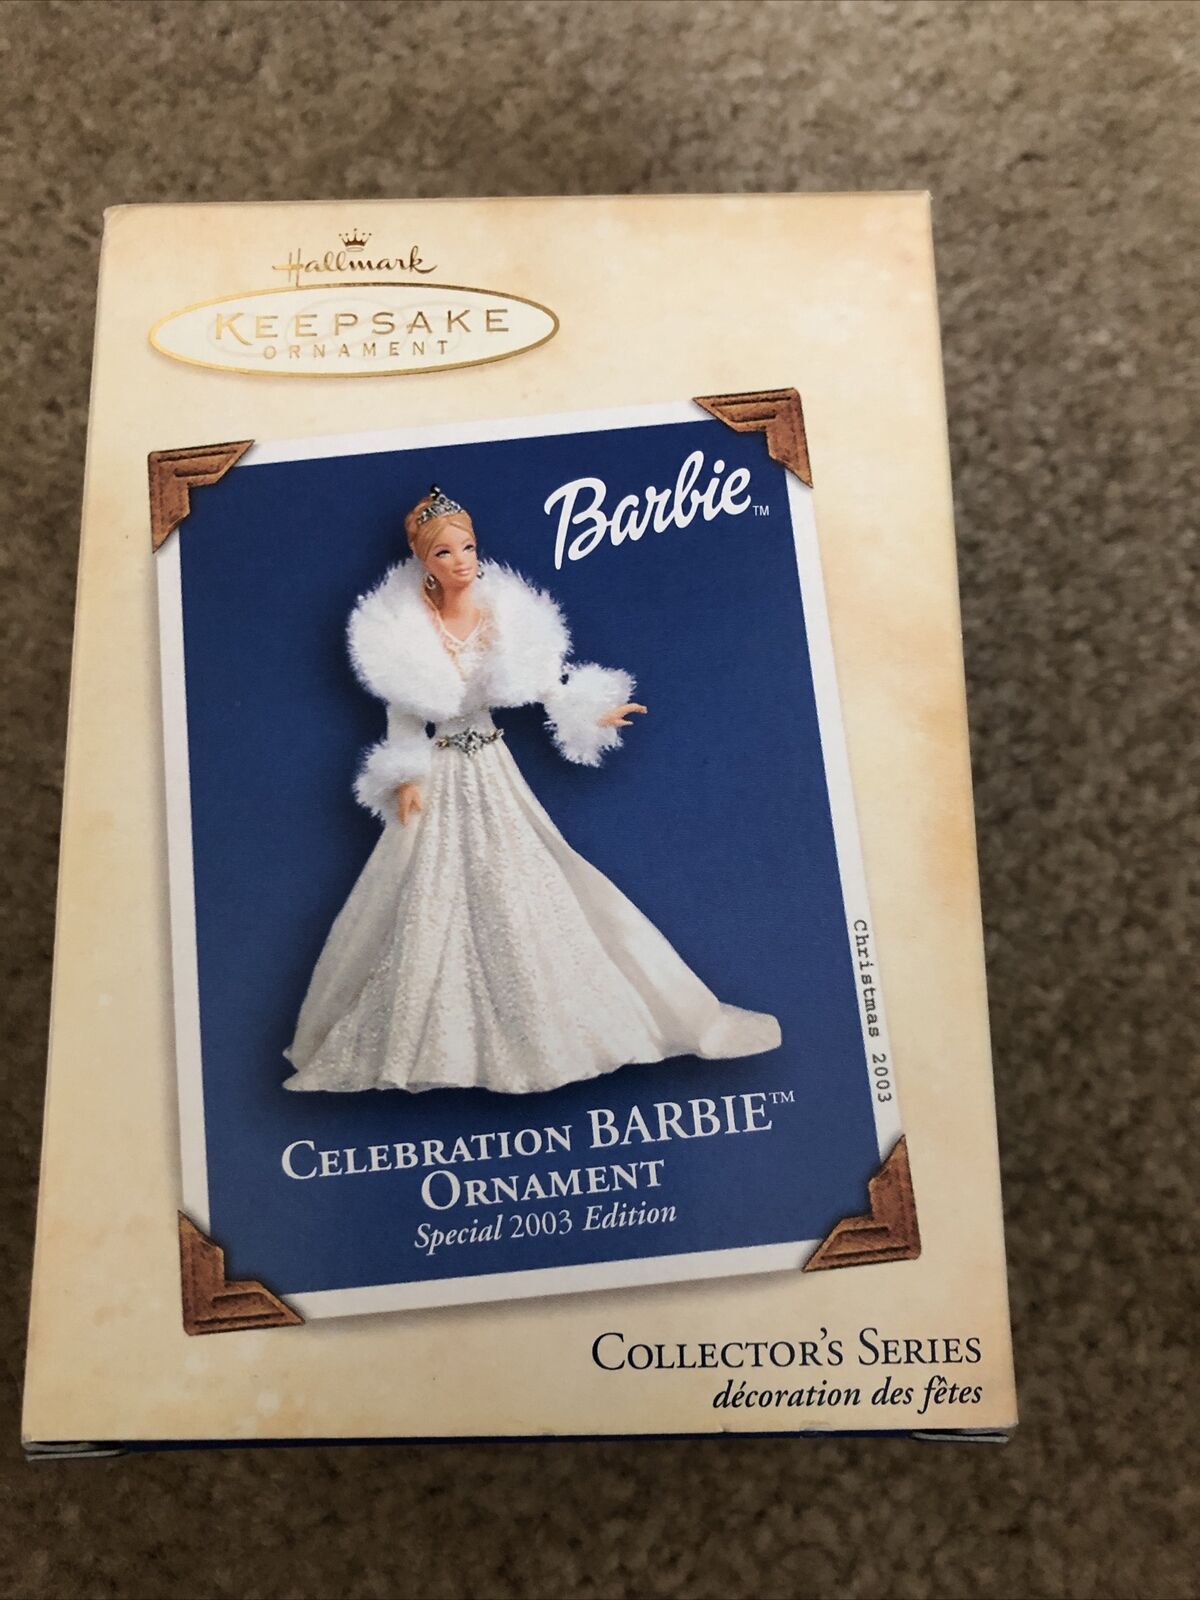 Hallmark
KEEPSAKE
ORNAMENT
Barbie™
Christmas 2003
CELEBRATION BARBIE™
ORNAMENT
Special 2003 Edition
COLLECTOR'S SERIES
décoration des fêtes